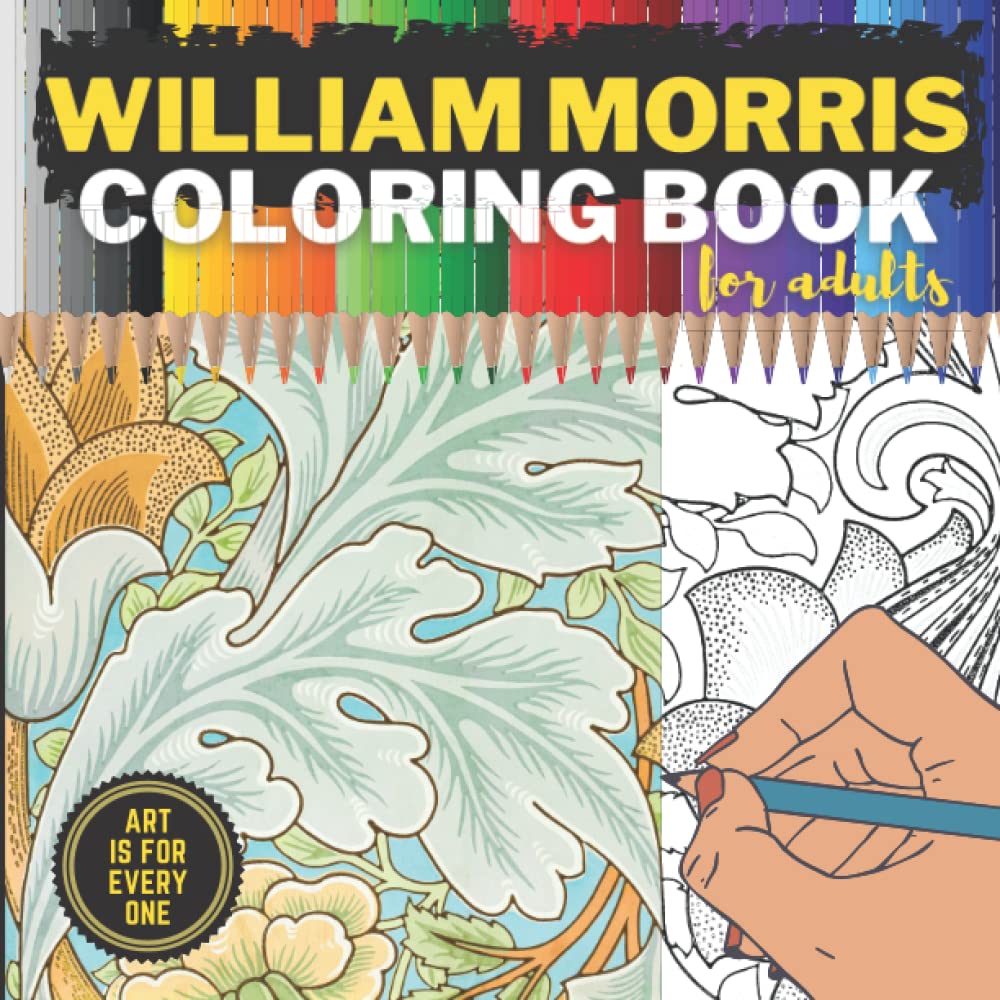 WILLIAM MORRIS
COLORING BOOK
for adults
ART
IS FOR
EVERY
ONE